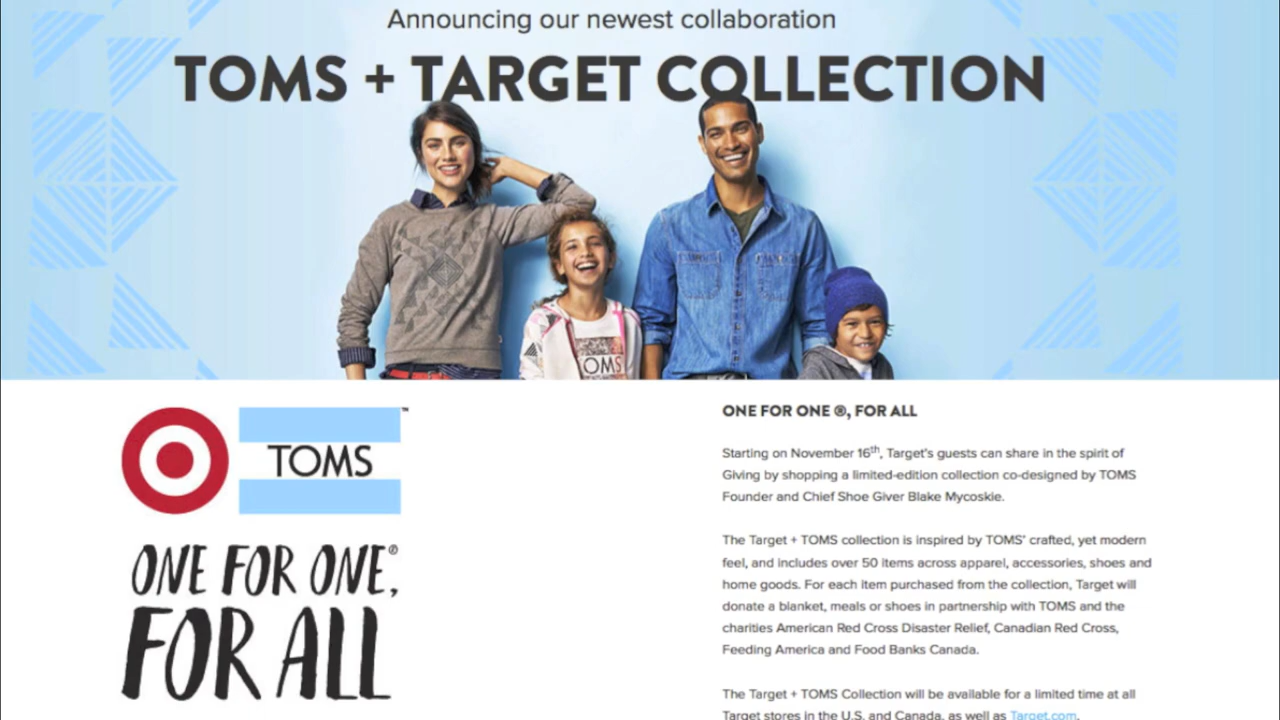 Announcing our newest collaboration
TOMS + TARGET COLLECTION
TOMS
TOMS™
ONE FOR ONE®,
FOR ALL
ONE FOR ONE ®, FOR ALL
Starting on November 16th, Target's guests can share in the spirit of
Giving by shopping a limited-edition collection co-designed by TOMS
Founder and Chief Shoe Giver Blake Mycoskie.
The Target + TOMS collection is inspired by TOMS' crafted, yet modern
feel, and includes over 50 items across apparel, accessories, shoes and
home goods. For each item purchased from the collection, Target will
donate a blanket, meals or shoes in partnership with TOMS and the
charities American Red Cross Disaster Relief, Canadian Red Cross,
Feeding America and Food Banks Canada.
The Target + TOMS Collection will be available for a limited time at all
Target stores in the U.S. and Canada, as well as Target.com.